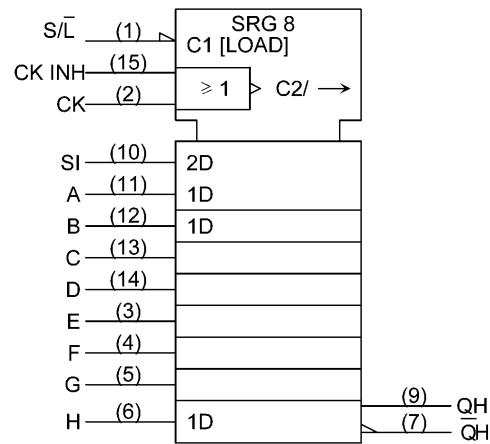 SRG 8
S/L̅ (1) C1 [LOAD]
CK INH (15)
≥ 1 C2/ →
CK (2)
SI (10) 2D
A (11) 1D
B (12) 1D
C (13)
D (14)
E (3)
F (4)
G (5)
(9) QH
H (6) 1D
(7) Q̅H